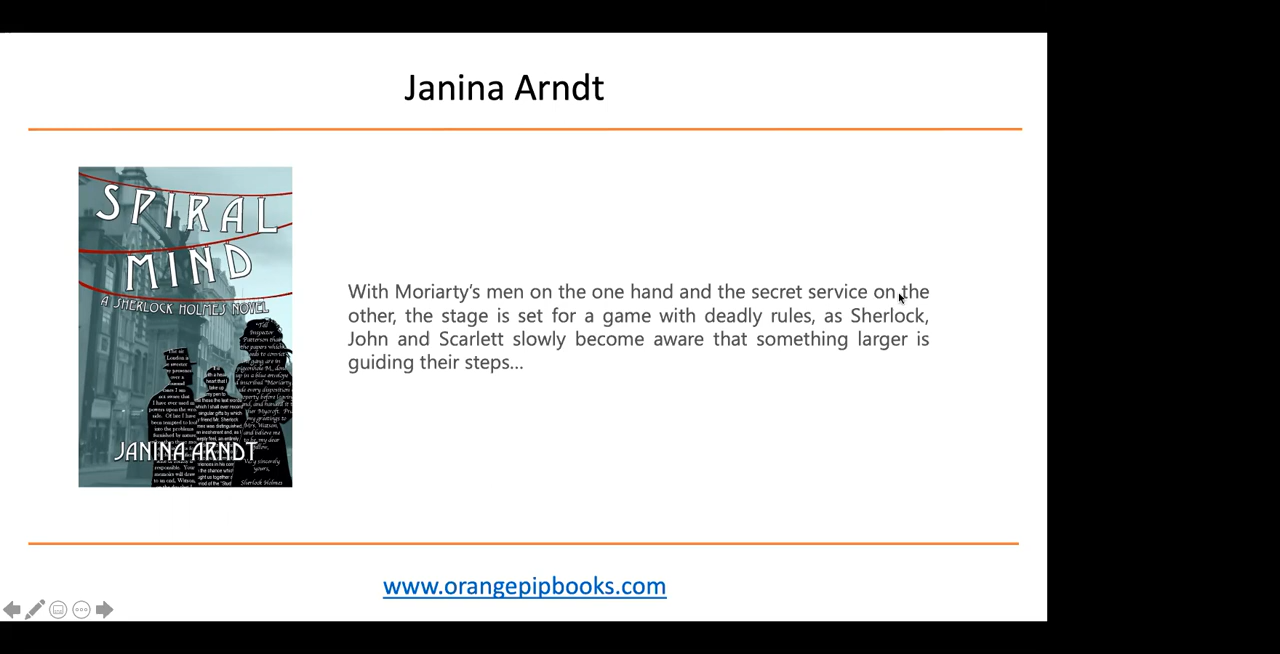 Janina Arndt
SPIRAL
MIND
A SHERLOCK HOLMES NOVEL
JANINA ARNDT
With Moriarty's men on the one hand and the secret service on the
other, the stage is set for a game with deadly rules, as Sherlock,
John and Scarlett slowly become aware that something larger is
guiding their steps...
www.orangepipbooks.com